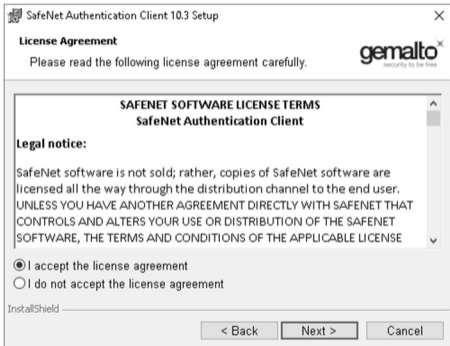 SafeNet Authentication Client 10.3 Setup
License Agreement
Please read the following license agreement carefully.
gemalto
security to be free
SAFENET SOFTWARE LICENSE TERMS
SafeNet Authentication Client
Legal notice:
SafeNet software is not sold; rather, copies of SafeNet software are
licensed all the way through the distribution channel to the end user.
UNLESS YOU HAVE ANOTHER AGREEMENT DIRECTLY WITH SAFENET THAT
CONTROLS AND ALTERS YOUR USE OR DISTRIBUTION OF THE SAFENET
SOFTWARE, THE TERMS AND CONDITIONS OF THE APPLICABLE LICENSE
I accept the license agreement
I do not accept the license agreement
InstallShield
< Back
Next >
Cancel